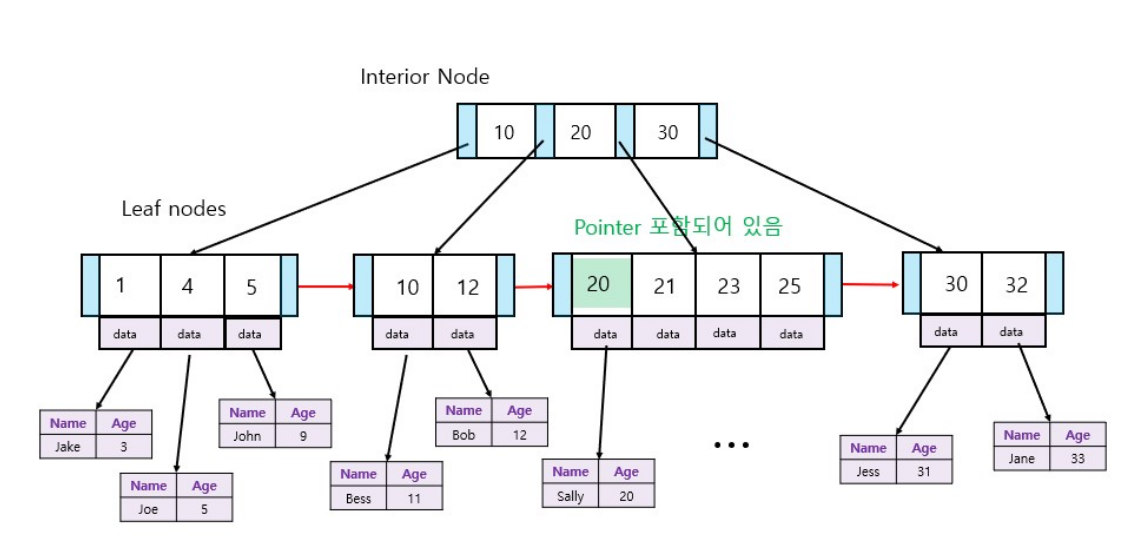 Interior Node
10 20 30
Leaf nodes
Pointer 포함되어 있음
1 4 5
10 12
20 21 23 25
30 32
data data data
data data
data data data data
data data
Name Age
Jake 3
Name Age
Joe 5
Name Age
John 9
Name Age
Bess 11
Name Age
Bob 12
Name Age
Sally 20
...
Name Age
Jess 31
Name Age
Jane 33